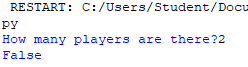 RESTART: C:/Users/Student/Docu
py
How many players are there?2
False